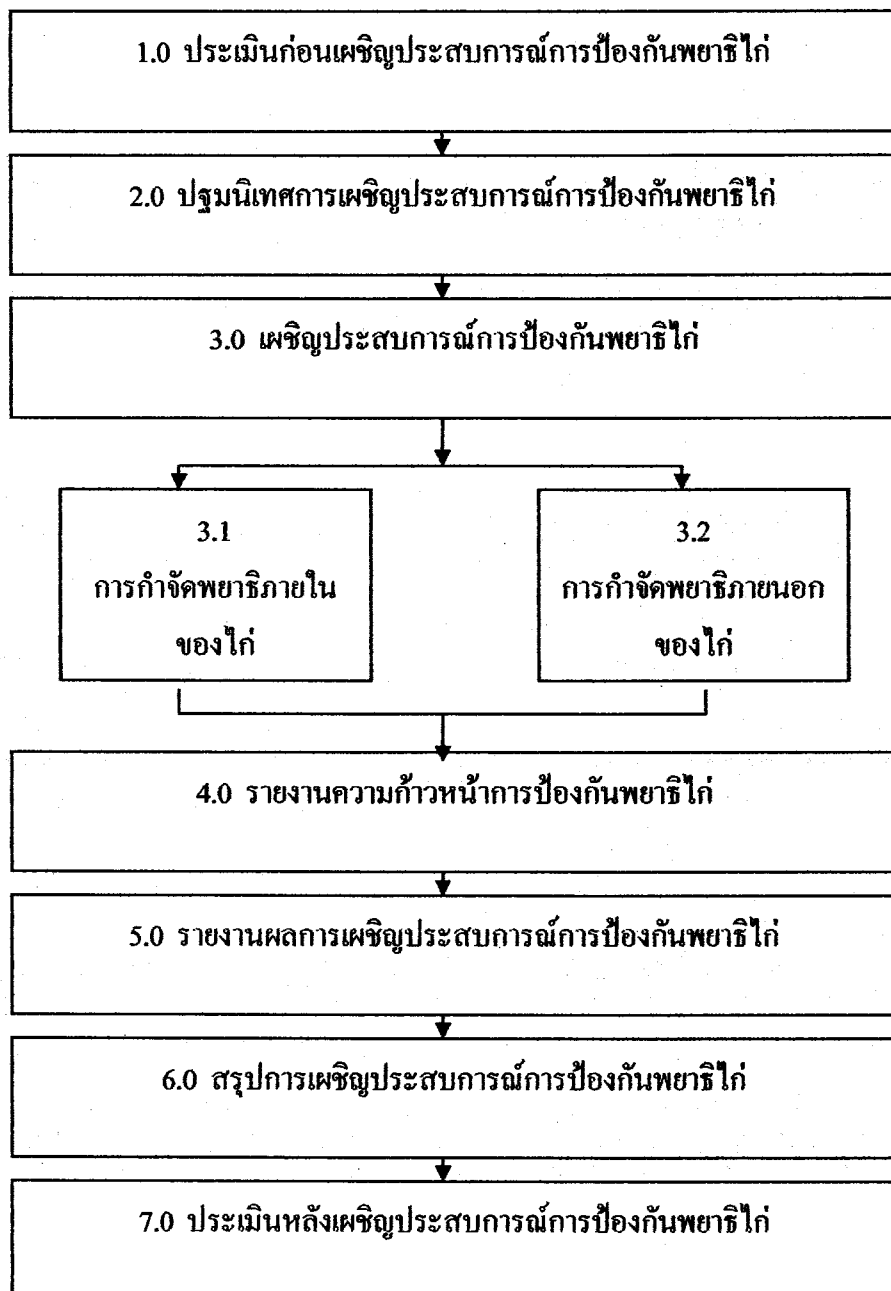 1.0 ประเมินก่อนเผชิญประสบการณ์การป้องกันพยาธิไก่
2.0 ปฐมนิเทศการเผชิญประสบการณ์การป้องกันพยาธิไก่
3.0 เผชิญประสบการณ์การป้องกันพยาธิไก่
3.1
การกำจัดพยาธิภายใน
ของไก่
3.2
การกำจัดพยาธิภายนอก
ของไก่
4.0 รายงานความก้าวหน้าการป้องกันพยาธิไก่
5.0 รายงานผลการเผชิญประสบการณ์การป้องกันพยาธิไก่
6.0 สรุปการเผชิญประสบการณ์การป้องกันพยาธิไก่
7.0 ประเมินหลังเผชิญประสบการณ์การป้องกันพยาธิไก่